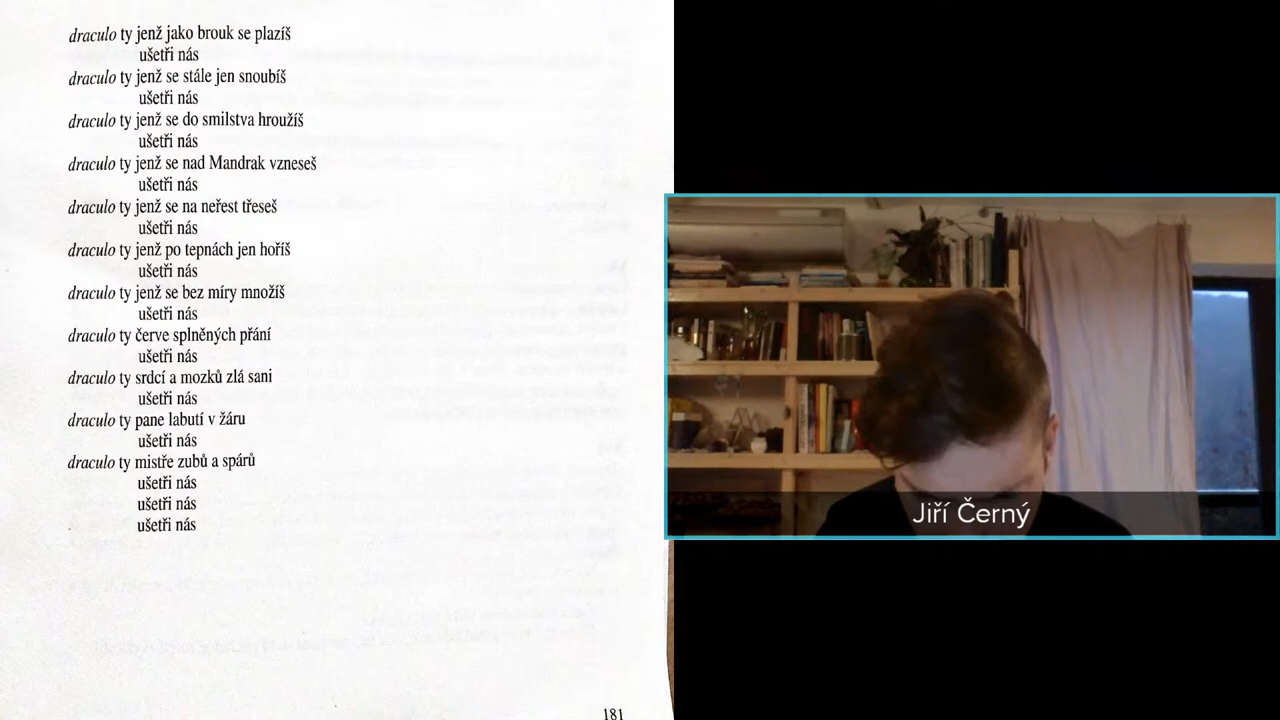 draculo ty jenž jako brouk se plazíš
ušetři nás
draculo ty jenž se stále jen snoubíš
ušetři nás
draculo ty jenž se do smilstva hroužíš
ušetři nás
draculo ty jenž se nad Mandrak vzneseš
ušetři nás
draculo ty jenž se na neřest třeseš
ušetři nás
draculo ty jenž po tepnách jen hoříš
ušetři nás
draculo ty jenž se bez míry množíš
ušetři nás
draculo ty červe splněných přání
ušetři nás
draculo ty srdcí a mozků zlá sani
ušetři nás
draculo ty pane labutí v žáru
ušetři nás
draculo ty mistře zubů a spárů
ušetři nás
ušetři nás
ušetři nás
181
Jiří Černý